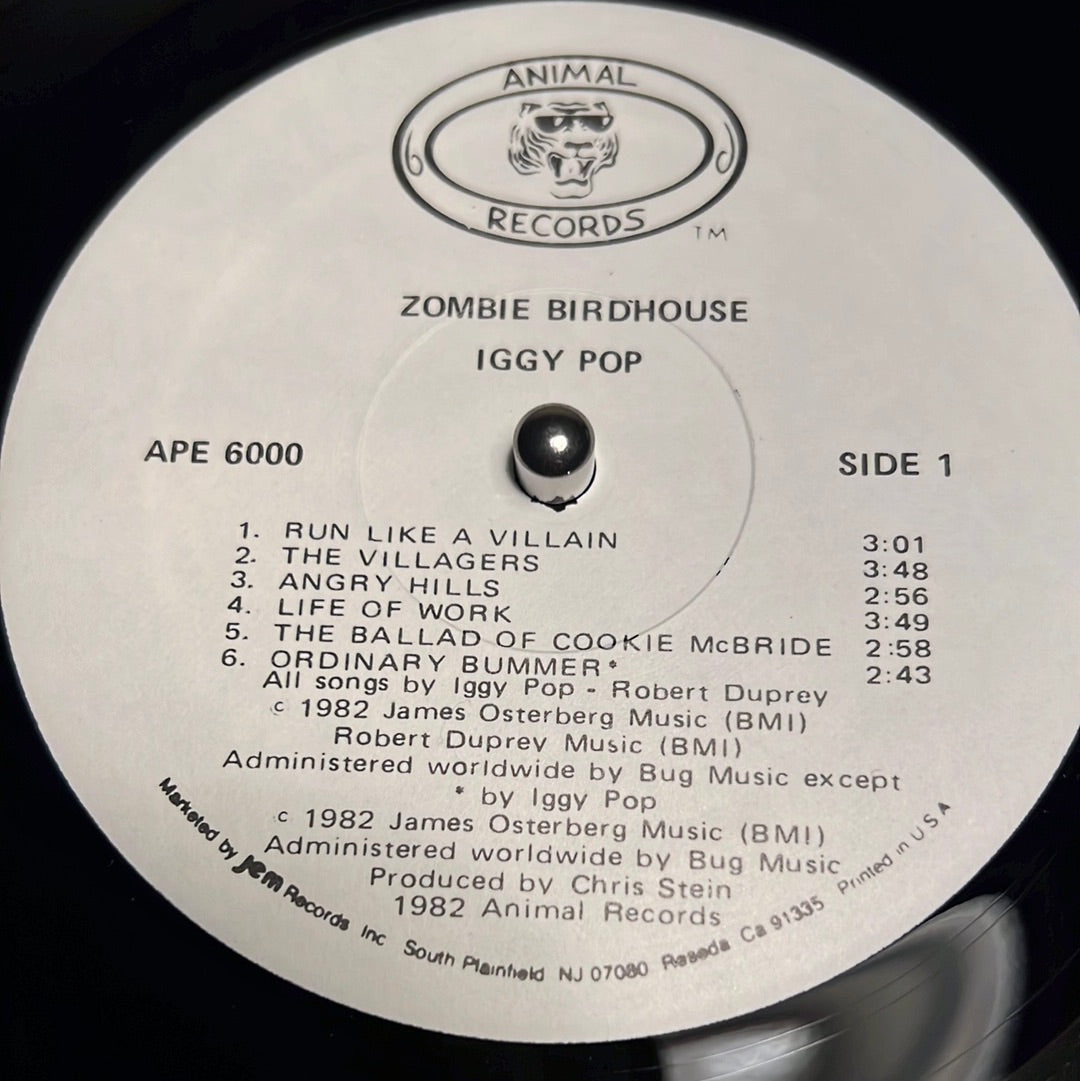 ANIMAL
RECORDS
TM
ZOMBIE BIRDHOUSE
IGGY POP
APE 6000
SIDE 1
1. RUN LIKE A VILLAIN 3:01
2. THE VILLAGERS 3:48
3. ANGRY HILLS 2:56
4. LIFE OF WORK 3:49
5. THE BALLAD OF COOKIE McBRIDE 2:58
6. ORDINARY BUMMER* 2:43
All songs by Iggy Pop - Robert Duprey
c 1982 James Osterberg Music (BMI)
Robert Duprey Music (BMI)
Administered worldwide by Bug Music except
* by Iggy Pop
c 1982 James Osterberg Music (BMI)
Administered worldwide by Bug Music
Produced by Chris Stein
1982 Animal Records
Marketed by Jem Records Inc South Plainfield NJ 07080 Reseda Ca 91335 Printed in USA